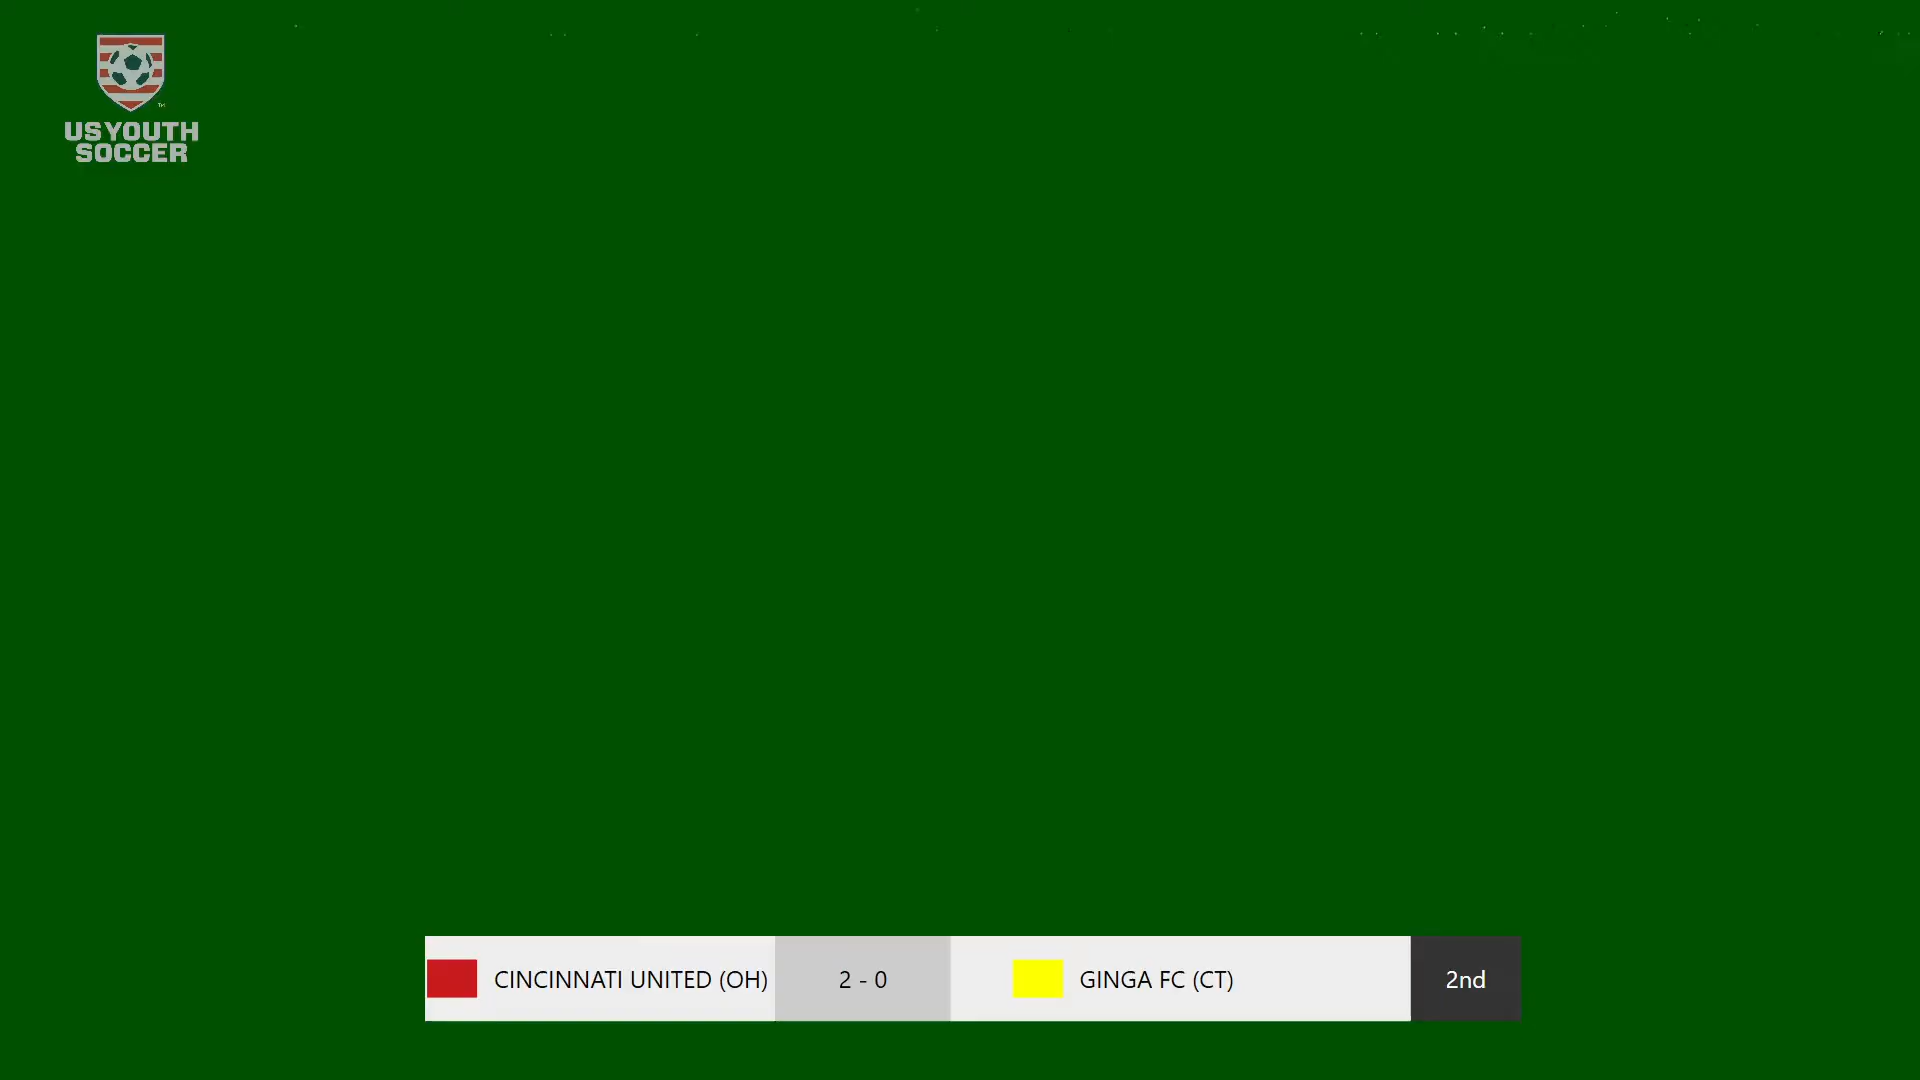 US YOUTH
SOCCER
CINCINNATI UNITED (OH) 2 - 0 GINGA FC (CT) 2nd